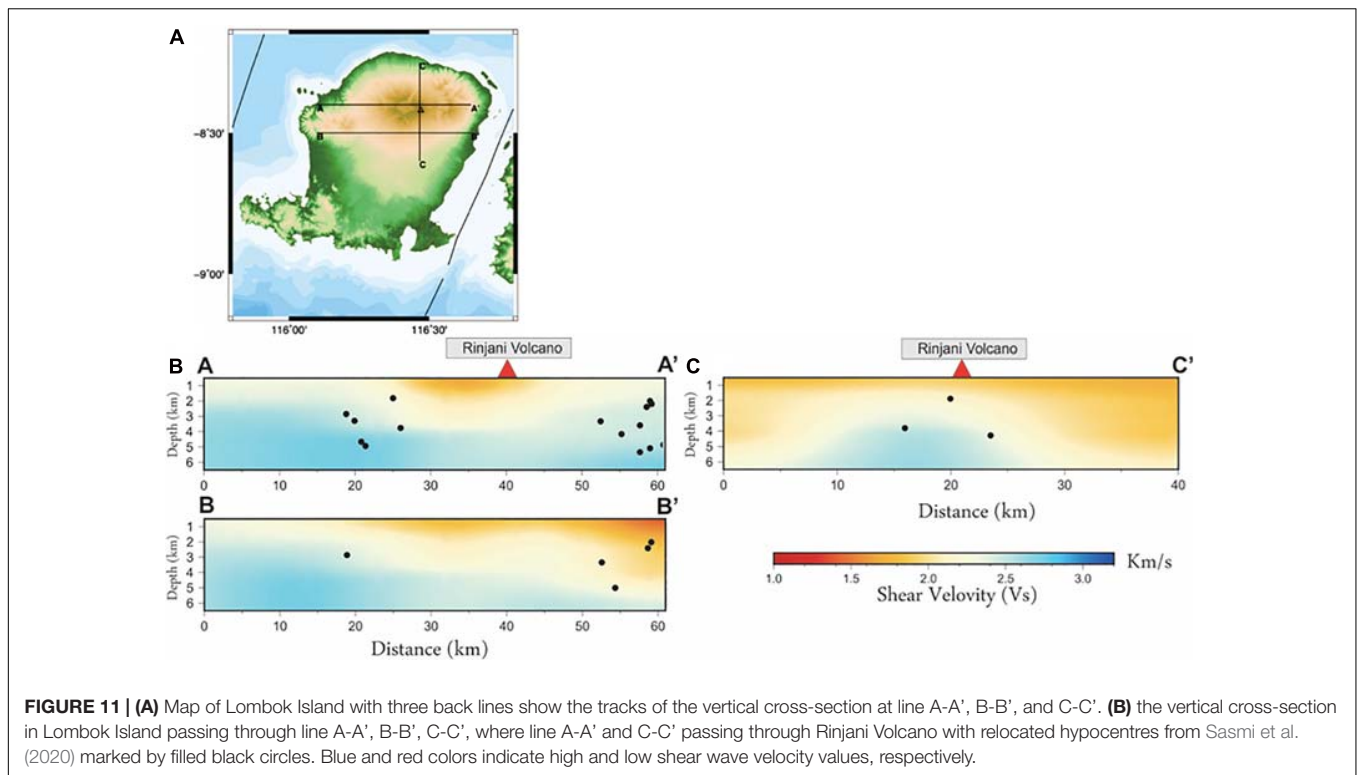 A
C
A
A'
-8°30'
B
B'
C
-9°00'
116°00'
116°30'
Rinjani Volcano
B A A'
Depth (km)
1
2
3
4
5
6
0 10 20 30 40 50 60
B B'
Depth (km)
1
2
3
4
5
6
0 10 20 30 40 50 60
Distance (km)
Rinjani Volcano
C C'
Depth (km)
1
2
3
4
5
6
0 10 20 30 40
Distance (km)
Km/s
1.0 1.5 2.0 2.5 3.0
Shear Velovity (Vs)
FIGURE 11 | (A) Map of Lombok Island with three back lines show the tracks of the vertical cross-section at line A-A', B-B', and C-C'. (B) the vertical cross-section
in Lombok Island passing through line A-A', B-B', C-C', where line A-A' and C-C' passing through Rinjani Volcano with relocated hypocentres from Sasmi et al.
(2020) marked by filled black circles. Blue and red colors indicate high and low shear wave velocity values, respectively.